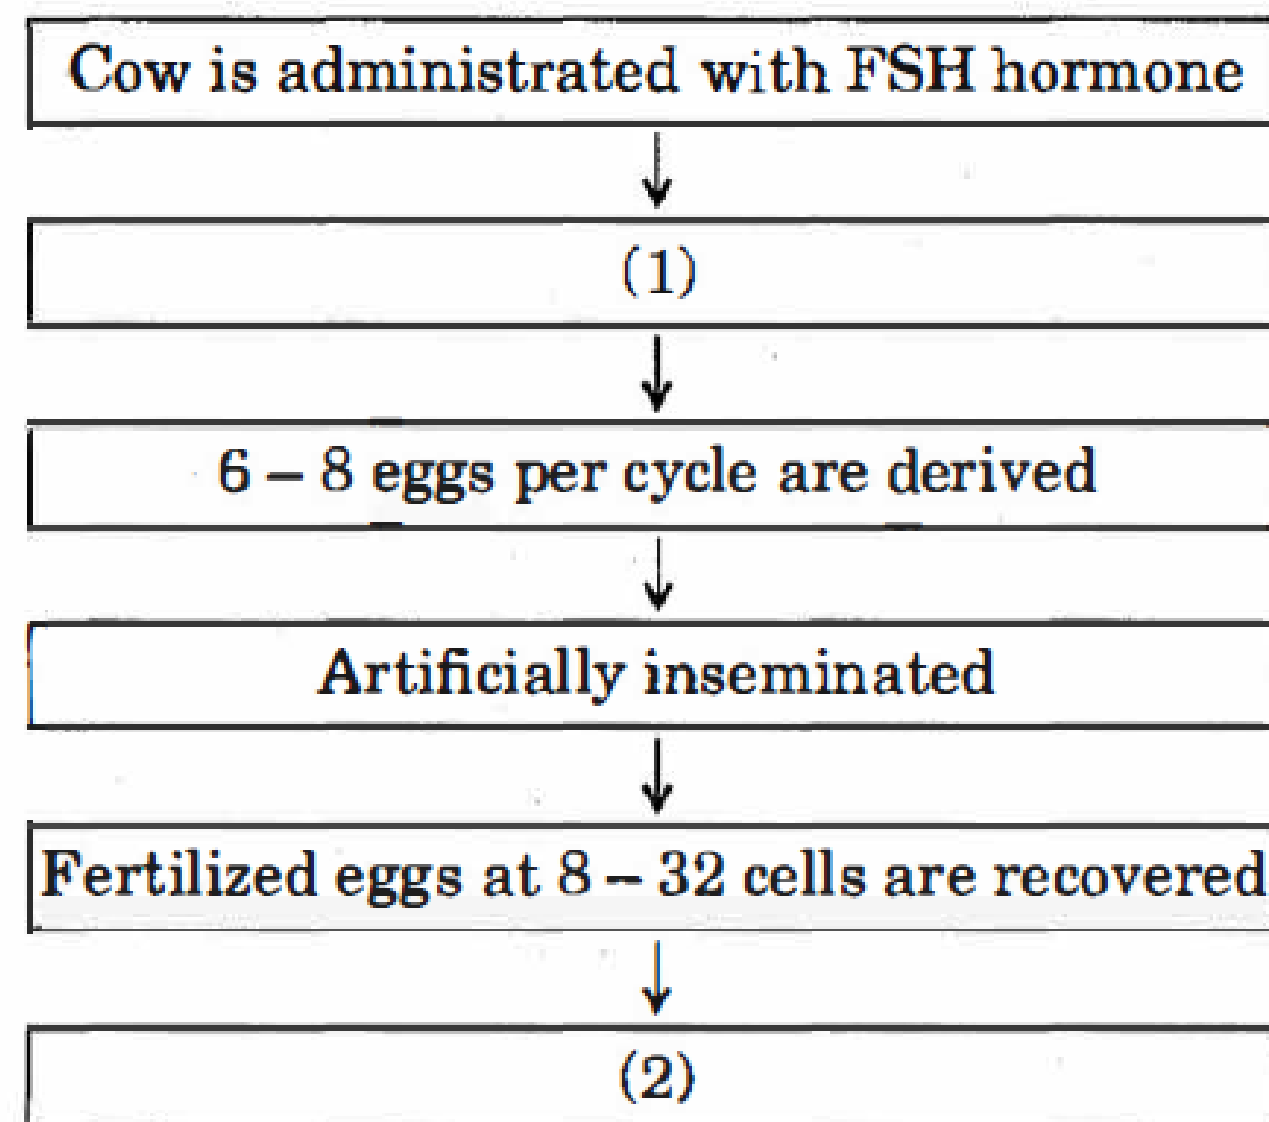 Cow is administrated with FSH hormone
(1)
6 – 8 eggs per cycle are derived
Artificially inseminated
Fertilized eggs at 8 – 32 cells are recovered
(2)